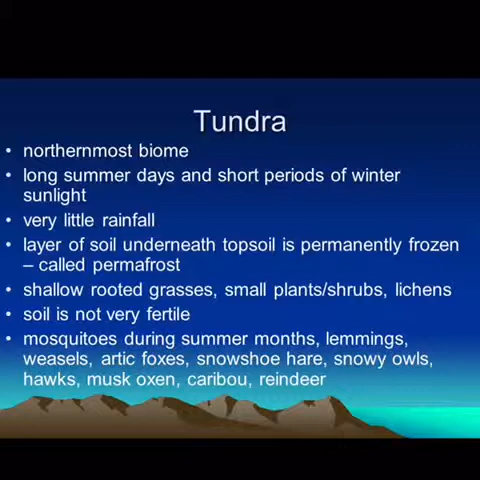 Tundra
• northernmost biome
• long summer days and short periods of winter
sunlight
• very little rainfall
• layer of soil underneath topsoil is permanently frozen
– called permafrost
• shallow rooted grasses, small plants/shrubs, lichens
• soil is not very fertile
• mosquitoes during summer months, lemmings,
weasels, artic foxes, snowshoe hare, snowy owls,
hawks, musk oxen, caribou, reindeer